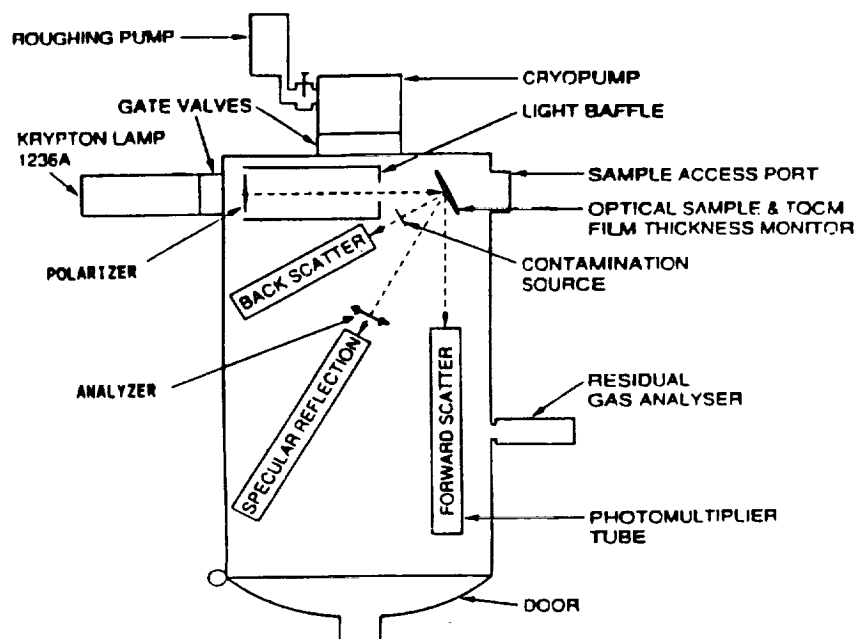 ROUGHING PUMP
CRYOPUMP
GATE VALVES
LIGHT BAFFLE
KRYPTON LAMP
1236A
SAMPLE ACCESS PORT
OPTICAL SAMPLE & TQCM
FILM THICKNESS MONITOR
POLARIZER
BACK SCATTER
CONTAMINATION
SOURCE
ANALYZER
SPECULAR REFLECTION
FORWARD SCATTER
RESIDUAL
GAS ANALYSER
PHOTOMULTIPLIER
TUBE
DOOR